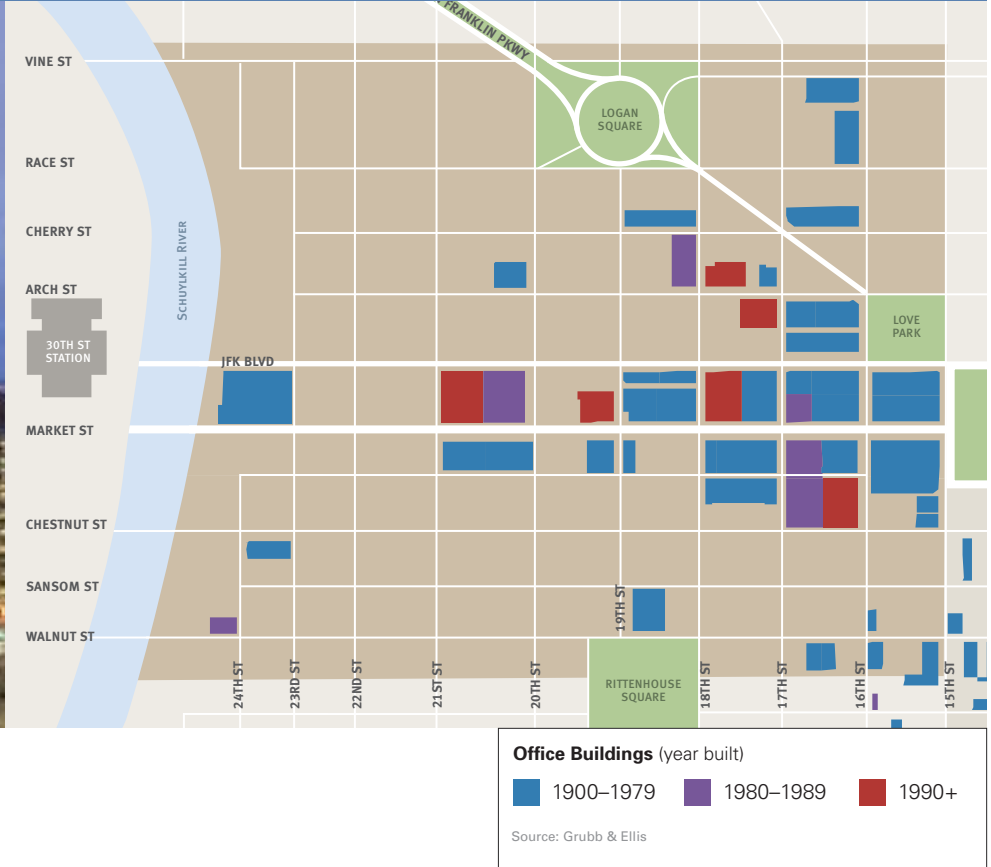 FRANKLIN PKWY
VINE ST
LOGAN
SQUARE
RACE ST
CHERRY ST
SCHUYLKILL RIVER
ARCH ST
LOVE
PARK
30TH ST
STATION
JFK BLVD
MARKET ST
CHESTNUT ST
SANSOM ST
19TH ST
WALNUT ST
24TH ST
23RD ST
22ND ST
21ST ST
20TH ST
RITTENHOUSE
SQUARE
18TH ST
17TH ST
16TH ST
15TH ST
Office Buildings (year built)
1900–1979
1980–1989
1990+
Source: Grubb & Ellis